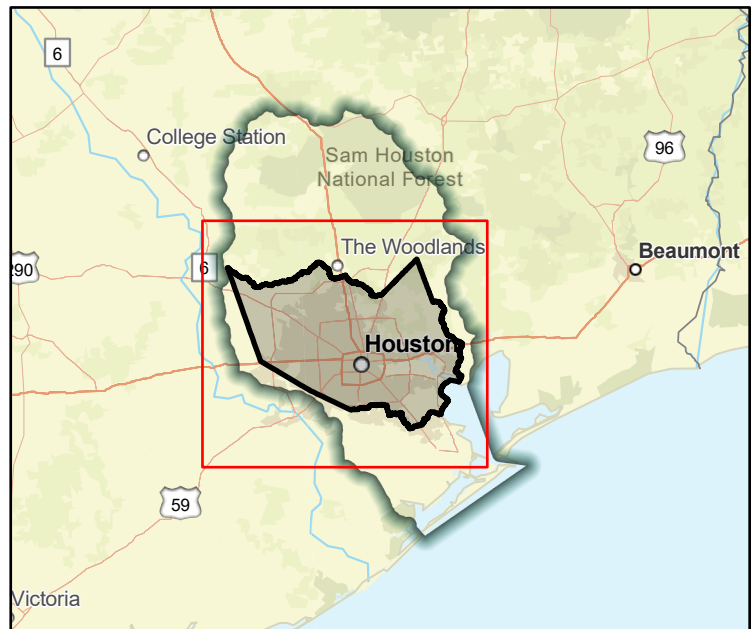 6
College Station
96
Sam Houston
National Forest
The Woodlands
Beaumont
290
6
Houston
59
Victoria